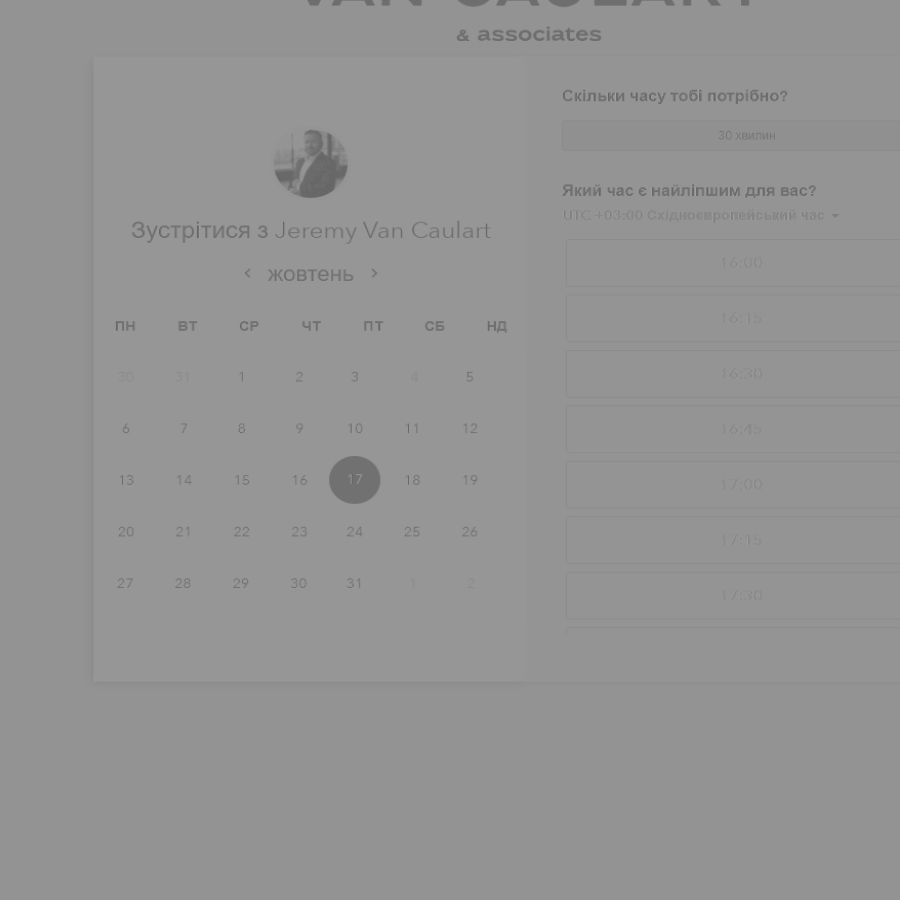 VAN CAULART
& associates
Зустрітися з Jeremy Van Caulart
жовтень
ПН ВТ СР ЧТ ПТ СБ НД
30 31 1 2 3 4 5
6 7 8 9 10 11 12
13 14 15 16 17 18 19
20 21 22 23 24 25 26
27 28 29 30 31 1 2
Скільки часу тобі потрібно?
30 хвилин
Який час є найліпшим для вас?
UTC +03:00 Східноєвропейський час
16:00
16:15
16:30
16:45
17:00
17:15
17:30